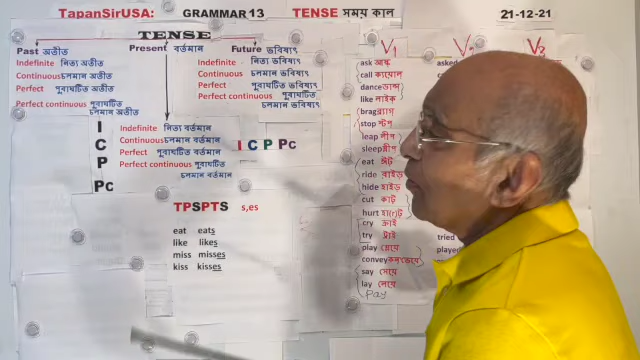 TapanSirUSA: GRAMMAR 13 TENSE সময় কাল 21-12-21
TENSE
Past অতীত Present বর্তমান Future ভবিষ্যৎ
Indefinite নিত্য অতীত
Continuous চলমান অতীত
Perfect পূরাঘটিত অতীত
Perfect continuous পূরাঘটিত
চলমান অতীত
Indefinite নিত্য ভবিষ্যৎ
Continuous চলমান ভবিষ্যৎ
Perfect পূরাঘটিত ভবিষ্যৎ
Perfect continuous পূরাঘটিত
চলমান ভবিষ্যৎ
I
C
P
Pc
Indefinite নিত্য বর্তমান
Continuous চলমান বর্তমান
Perfect পূরাঘটিত বর্তমান
Perfect continuous পূরাঘটিত
চলমান বর্তমান
I C P Pc
TPSPTS s,es
eat eats
like likes
miss misses
kiss kisses
V1
ask আস্ক
call
dance ডান্স
like লাইক
brag ব্র্যাগ
stop স্টপ
leap লীপ
sleep স্লীপ
eat ঈট
ride রাইড
hide হাইড
cut কাট্
hurt
cry ক্রাই
try ট্রাই
play প্লেয়ে
convey কনভেয়ে
say সেয়ে
lay লেয়ে
Pay
V3
tried